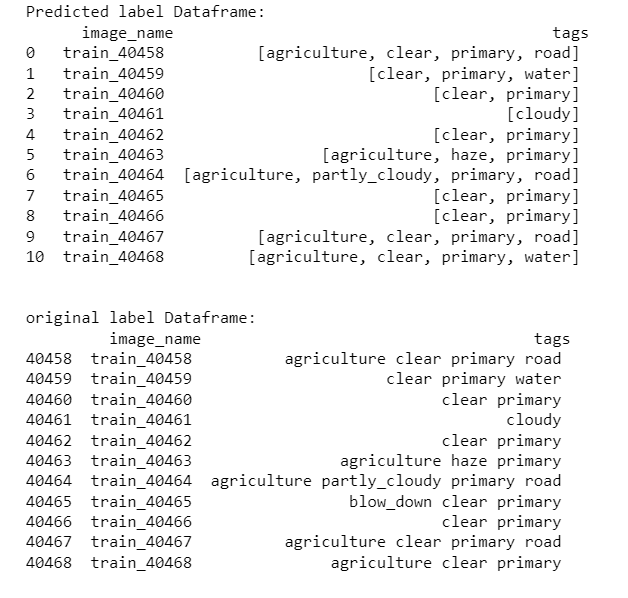 Predicted label Dataframe:
image_name tags
0 train_40458 [agriculture, clear, primary, road]
1 train_40459 [clear, primary, water]
2 train_40460 [clear, primary]
3 train_40461 [cloudy]
4 train_40462 [clear, primary]
5 train_40463 [agriculture, haze, primary]
6 train_40464 [agriculture, partly_cloudy, primary, road]
7 train_40465 [clear, primary]
8 train_40466 [clear, primary]
9 train_40467 [agriculture, clear, primary, road]
10 train_40468 [agriculture, clear, primary, water]
original label Dataframe:
image_name tags
40458 train_40458 agriculture clear primary road
40459 train_40459 clear primary water
40460 train_40460 clear primary
40461 train_40461 cloudy
40462 train_40462 clear primary
40463 train_40463 agriculture haze primary
40464 train_40464 agriculture partly_cloudy primary road
40465 train_40465 blow_down clear primary
40466 train_40466 clear primary
40467 train_40467 agriculture clear primary road
40468 train_40468 agriculture clear primary